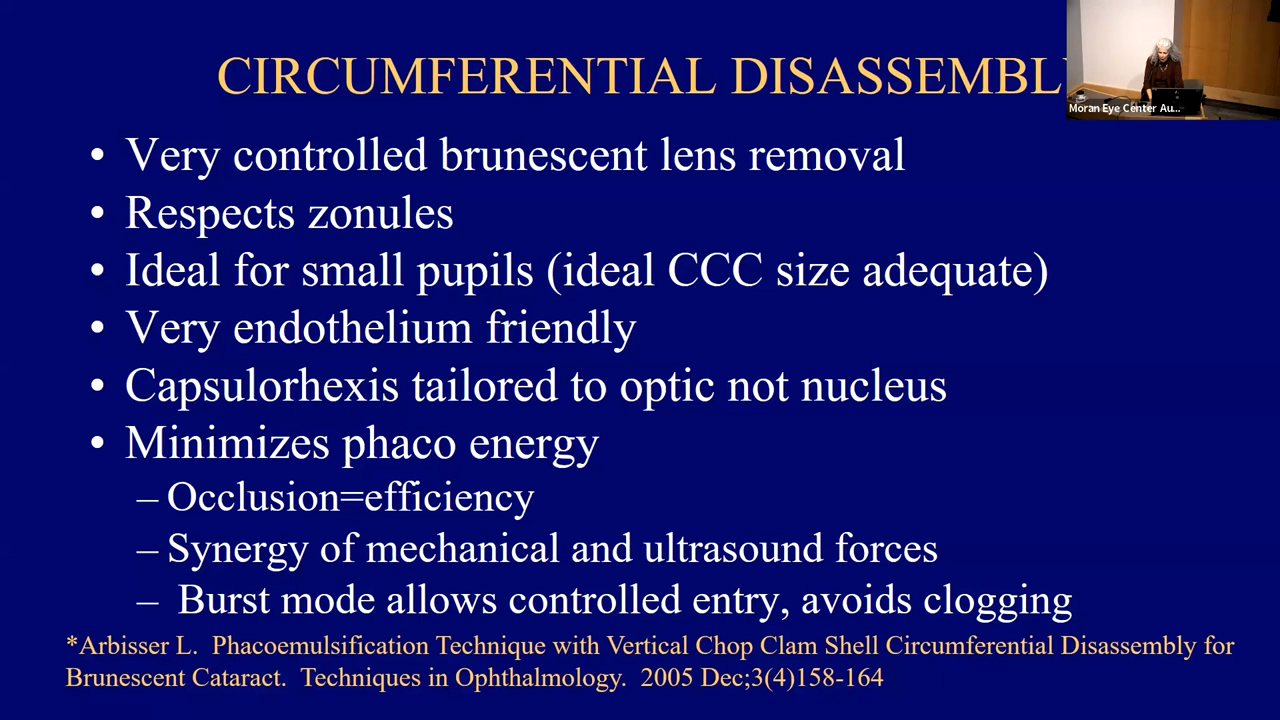 CIRCUMFERENTIAL DISASSEMBL
Moran Eye Center Au...
• Very controlled brunescent lens removal
• Respects zonules
• Ideal for small pupils (ideal CCC size adequate)
• Very endothelium friendly
• Capsulorhexis tailored to optic not nucleus
• Minimizes phaco energy
– Occlusion=efficiency
– Synergy of mechanical and ultrasound forces
– Burst mode allows controlled entry, avoids clogging
*Arbisser L. Phacoemulsification Technique with Vertical Chop Clam Shell Circumferential Disassembly for
Brunescent Cataract. Techniques in Ophthalmology. 2005 Dec;3(4)158-164